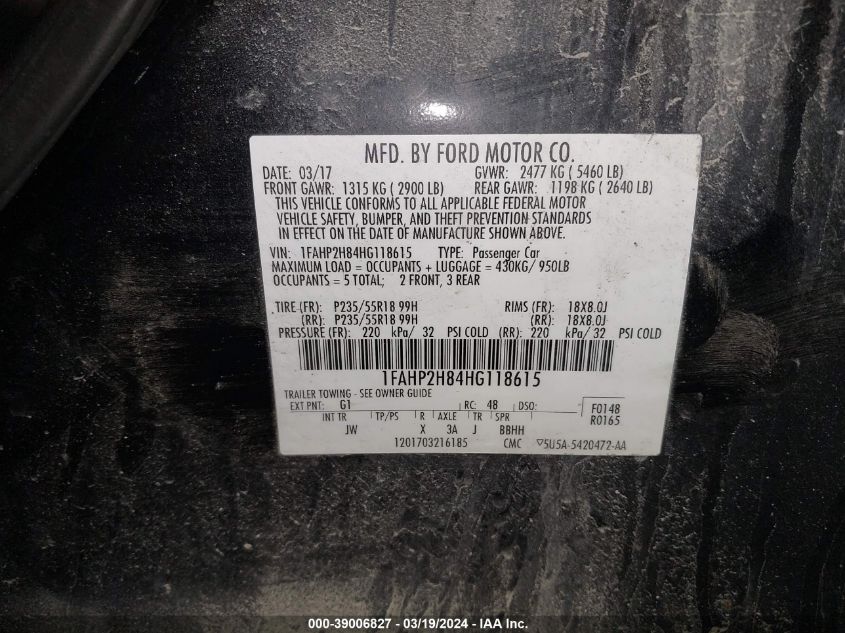 MFD. BY FORD MOTOR CO.
DATE: 03/17 GVWR: 2477 KG ( 5460 LB)
FRONT GAWR: 1315 KG ( 2900 LB) REAR GAWR: 1198 KG ( 2640 LB)
THIS VEHICLE CONFORMS TO ALL APPLICABLE FEDERAL MOTOR
VEHICLE SAFETY, BUMPER, AND THEFT PREVENTION STANDARDS
IN EFFECT ON THE DATE OF MANUFACTURE SHOWN ABOVE.
VIN: 1FAHP2H84HG118615 TYPE: Passenger Car
MAXIMUM LOAD = OCCUPANTS + LUGGAGE = 430KG/ 950LB
OCCUPANTS = 5 TOTAL; 2 FRONT, 3 REAR
TIRE (FR): P235/55R18 99H RIMS (FR): 18X8.0J
(RR): P235/55R18 99H (RR): 18X8.0J
PRESSURE (FR): 220 kPa/ 32 PSI COLD (RR): 220 kPa/ 32 PSI COLD
1FAHP2H84HG118615
TRAILER TOWING - SEE OWNER GUIDE
EXT PNT: G1 RC: 48 DSO: F0148
INT TR TP/PS R AXLE TR SPR R0165
JW X 3A J BBHH
1201703216185 CMC ▽5U5A-5420472-AA
000-39006827 - 03/19/2024 - IAA Inc.